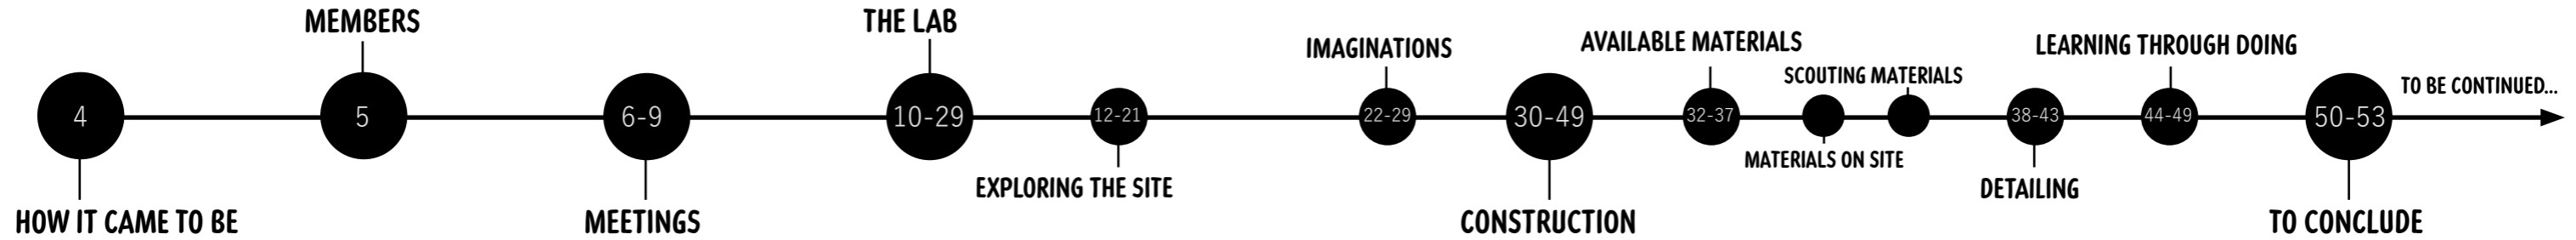 MEMBERS
THE LAB
IMAGINATIONS
AVAILABLE MATERIALS
SCOUTING MATERIALS
LEARNING THROUGH DOING
TO BE CONTINUED...
4
5
6-9
10-29
12-21
22-29
30-49
32-37
38-43
44-49
50-53
HOW IT CAME TO BE
MEETINGS
EXPLORING THE SITE
CONSTRUCTION
MATERIALS ON SITE
DETAILING
TO CONCLUDE